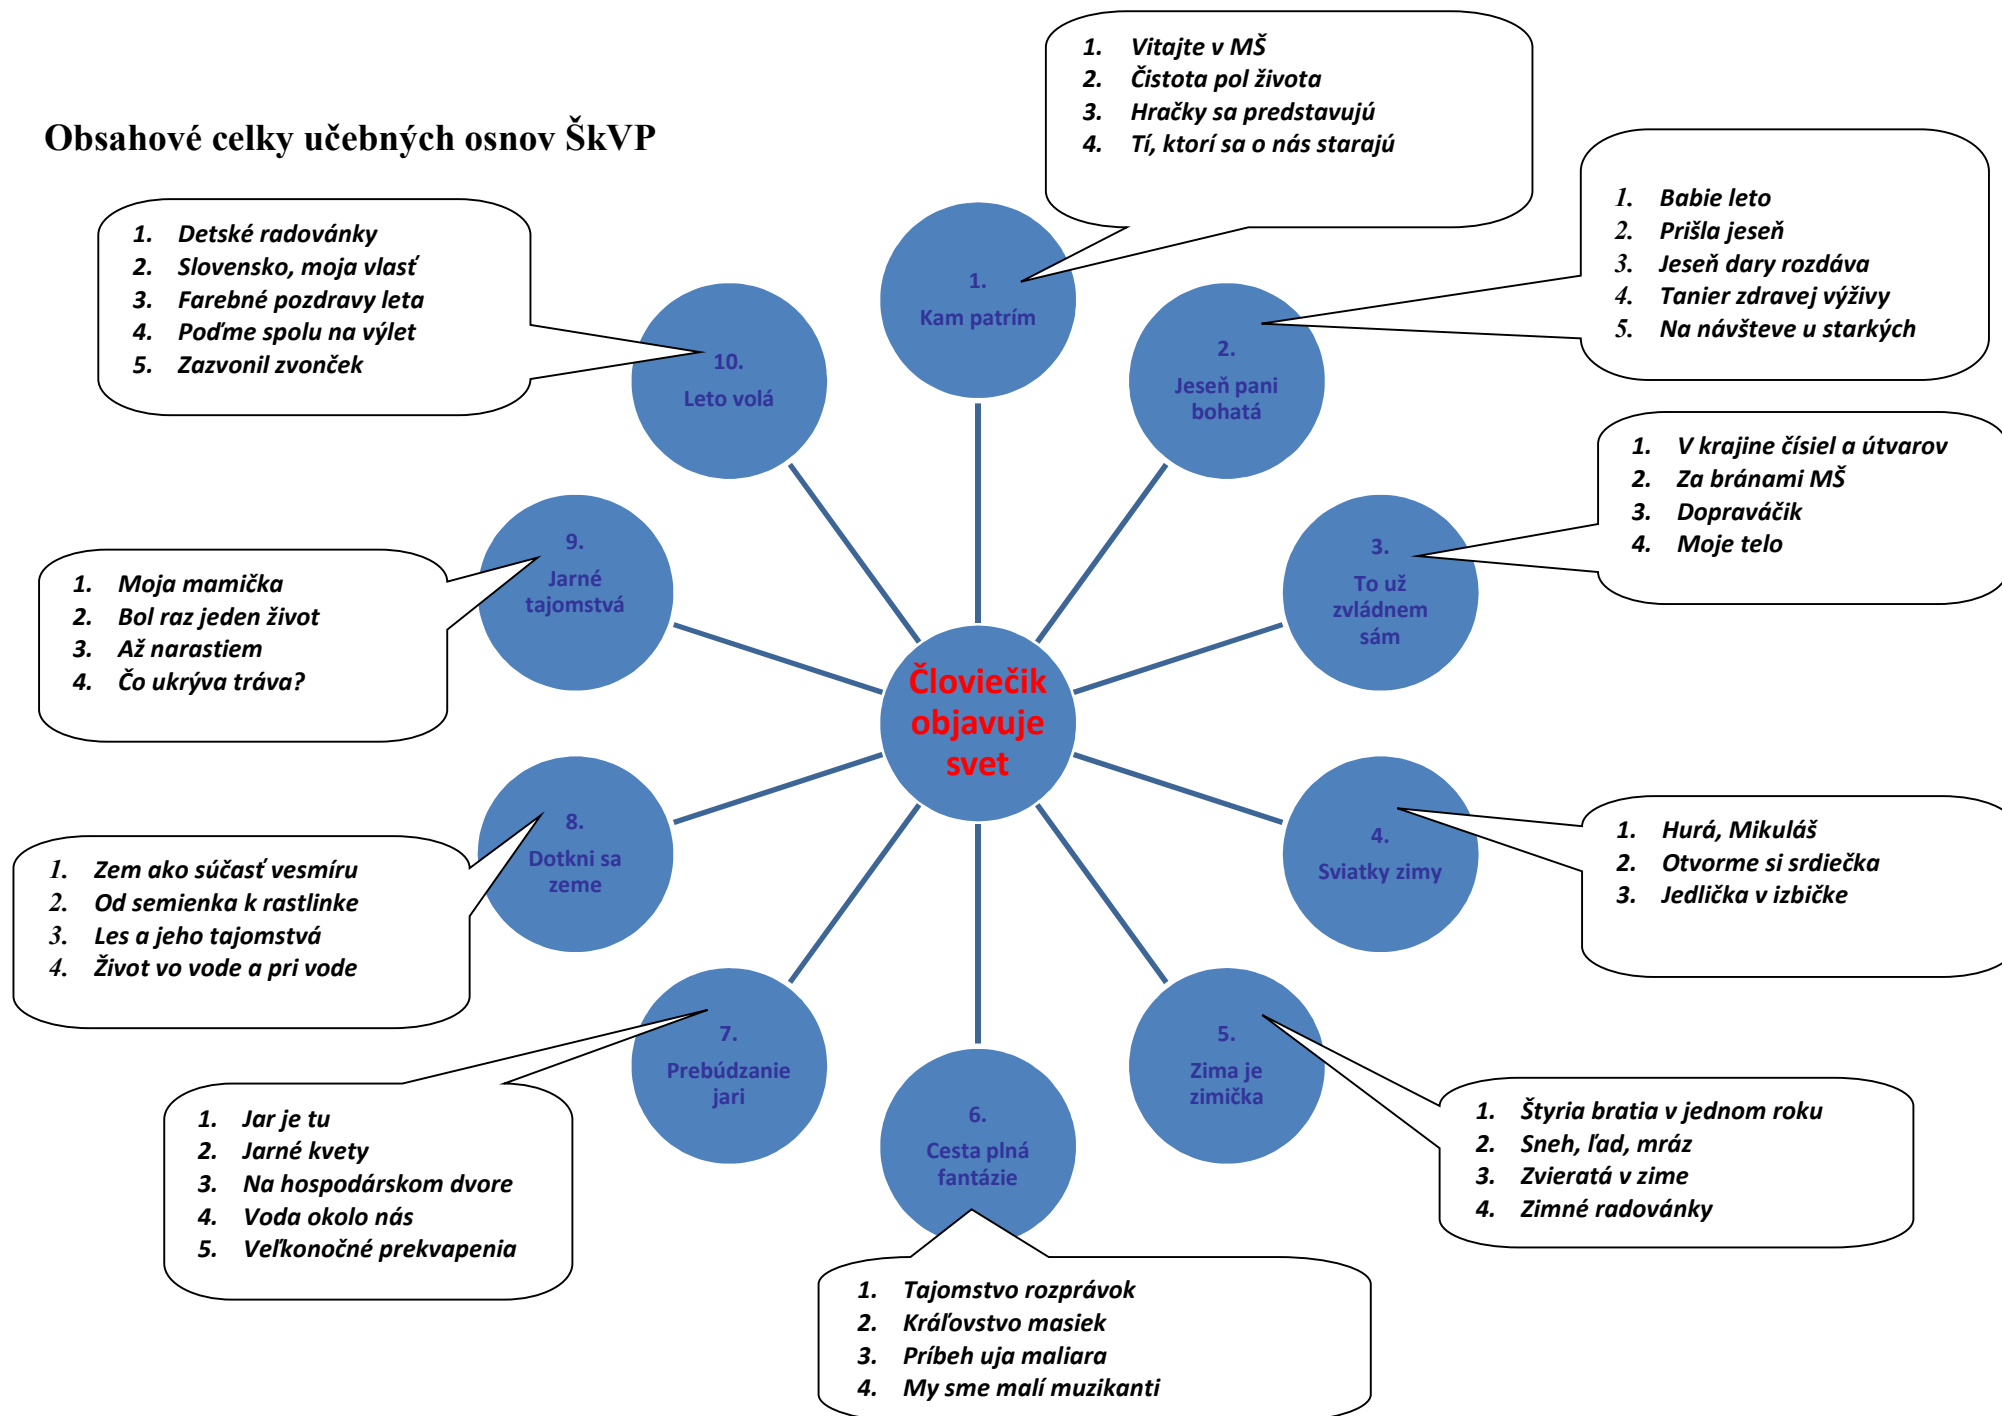 Obsahové celky učebných osnov ŠkVP
1. Vitajte v MŠ
2. Čistota pol života
3. Hračky sa predstavujú
4. Tí, ktorí sa o nás starajú
1.
Kam patrím
1. Babie leto
2. Prišla jeseň
3. Jeseň dary rozdáva
4. Tanier zdravej výživy
5. Na návšteve u starkých
2.
Jeseň pani
bohatá
1. V krajine čísiel a útvarov
2. Za bránami MŠ
3. Dopraváčik
4. Moje telo
3.
To už
zvládnem
sám
1. Hurá, Mikuláš
2. Otvorme si srdiečka
3. Jedlička v izbičke
4.
Sviatky zimy
1. Štyria bratia v jednom roku
2. Sneh, ľad, mráz
3. Zvieratá v zime
4. Zimné radovánky
5.
Zima je
zimička
1. Tajomstvo rozprávok
2. Kráľovstvo masiek
3. Príbeh uja maliara
4. My sme malí muzikanti
6.
Cesta plná
fantázie
1. Jar je tu
2. Jarné kvety
3. Na hospodárskom dvore
4. Voda okolo nás
5. Veľkonočné prekvapenia
7.
Prebúdzanie
jari
1. Zem ako súčasť vesmíru
2. Od semienka k rastlinke
3. Les a jeho tajomstvá
4. Život vo vode a pri vode
8.
Dotkni sa
zeme
1. Moja mamička
2. Bol raz jeden život
3. Až narastiem
4. Čo ukrýva tráva?
9.
Jarné
tajomstvá
1. Detské radovánky
2. Slovensko, moja vlasť
3. Farebné pozdravy leta
4. Poďme spolu na výlet
5. Zazvonil zvonček
10.
Leto volá
Človiečik
objavuje
svet